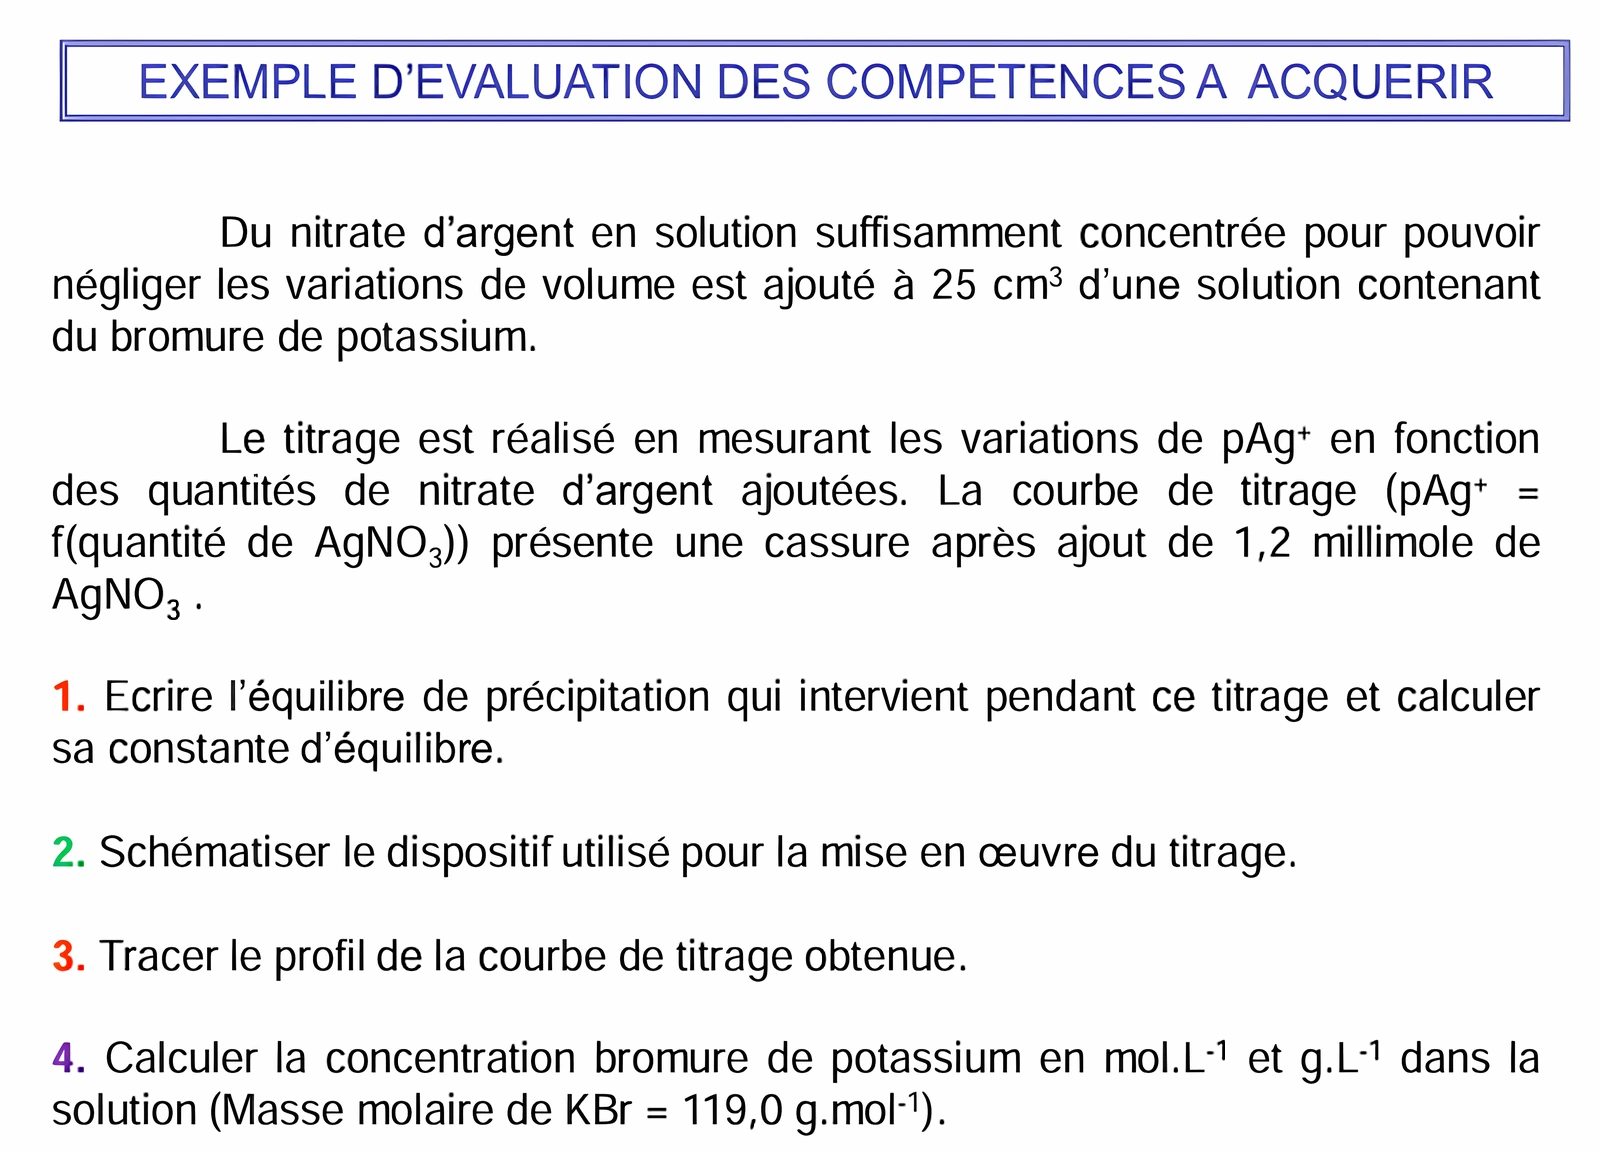 EXEMPLE D’EVALUATION DES COMPETENCES A ACQUERIR
Du nitrate d’argent en solution suffisamment concentrée pour pouvoir
négliger les variations de volume est ajouté à 25 cm³ d’une solution contenant
du bromure de potassium.
Le titrage est réalisé en mesurant les variations de pAg⁺ en fonction
des quantités de nitrate d’argent ajoutées. La courbe de titrage (pAg⁺ =
f(quantité de AgNO₃)) présente une cassure après ajout de 1,2 millimole de
AgNO₃ .
1. Ecrire l’équilibre de précipitation qui intervient pendant ce titrage et calculer
sa constante d’équilibre.
2. Schématiser le dispositif utilisé pour la mise en œuvre du titrage.
3. Tracer le profil de la courbe de titrage obtenue.
4. Calculer la concentration bromure de potassium en mol.L⁻¹ et g.L⁻¹ dans la
solution (Masse molaire de KBr = 119,0 g.mol⁻¹).